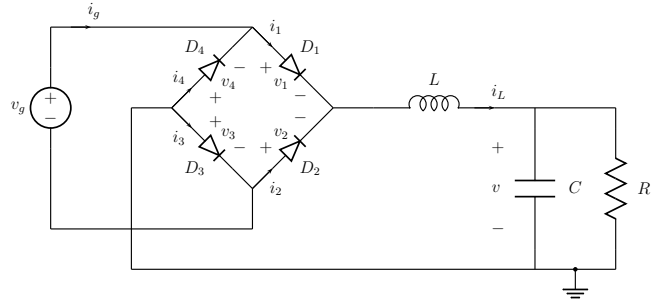 i_g
i_1
D_4
D_1
i_4
v_4
−
+
v_1
+
−
v_g
+
−
L
i_L
i_3
+
v_3
−
−
v_2
+
D_3
D_2
i_2
+
v
−
C
R